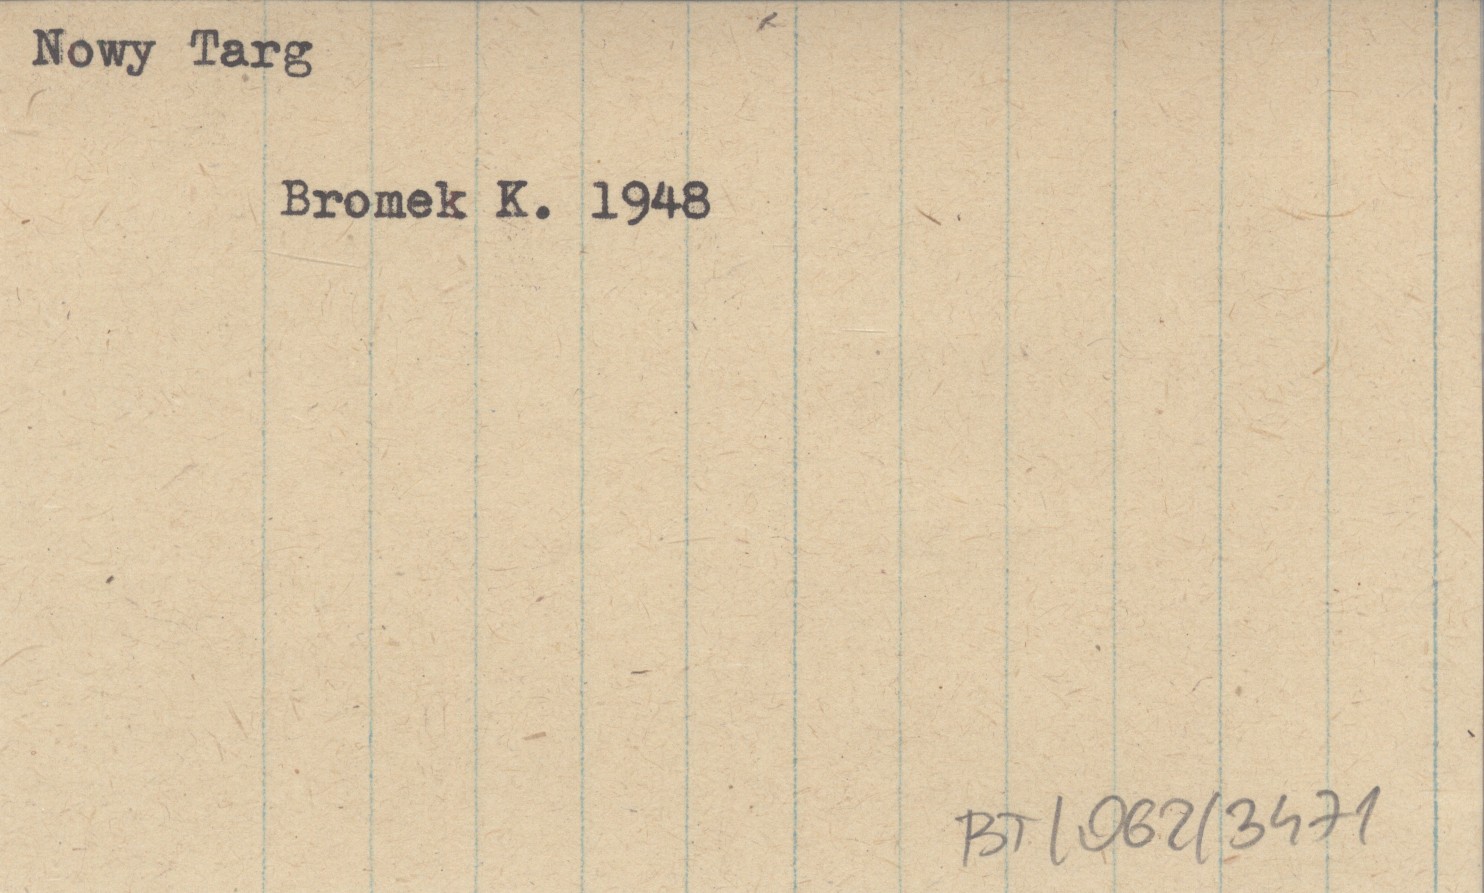 Nowy Targ
Bromek K. 1948
BT/062/3471